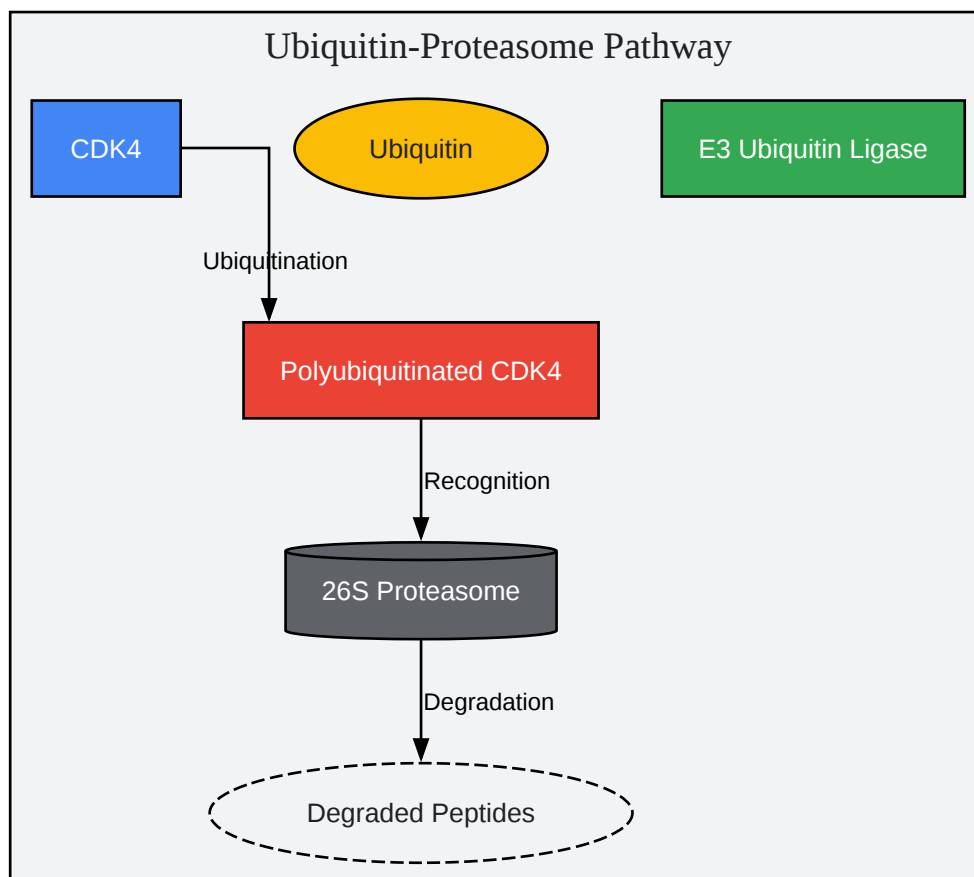 Ubiquitin-Proteasome Pathway
CDK4
Ubiquitin
E3 Ubiquitin Ligase
Ubiquitination
Polyubiquitinated CDK4
Recognition
26S Proteasome
Degradation
Degraded Peptides